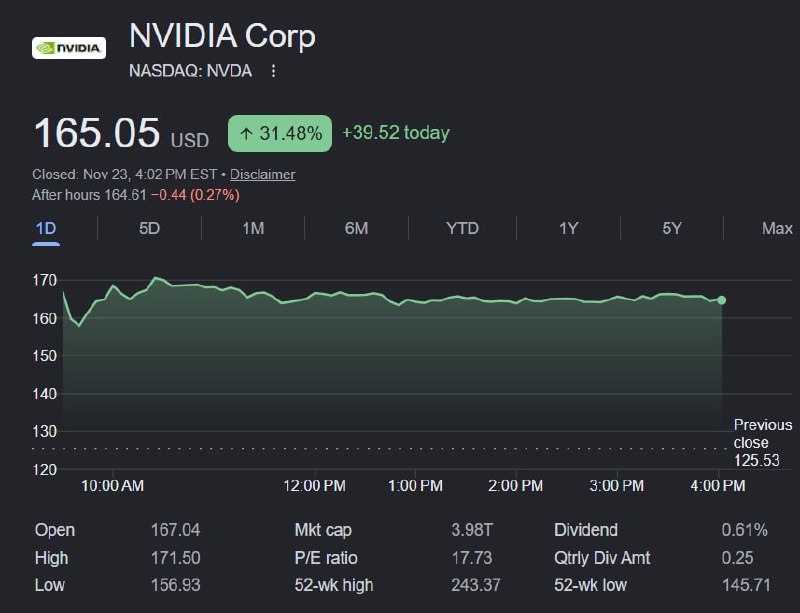 NVIDIA
NVIDIA Corp
NASDAQ: NVDA
165.05 USD ↑ 31.48% +39.52 today
Closed: Nov 23, 4:02 PM EST • Disclaimer
After hours 164.61 −0.44 (0.27%)
1D 5D 1M 6M YTD 1Y 5Y Max
170
160
150
140
130
120
Previous
close
125.53
10:00 AM 12:00 PM 1:00 PM 2:00 PM 3:00 PM 4:00 PM
Open 167.04 Mkt cap 3.98T Dividend 0.61%
High 171.50 P/E ratio 17.73 Qtrly Div Amt 0.25
Low 156.93 52-wk high 243.37 52-wk low 145.71